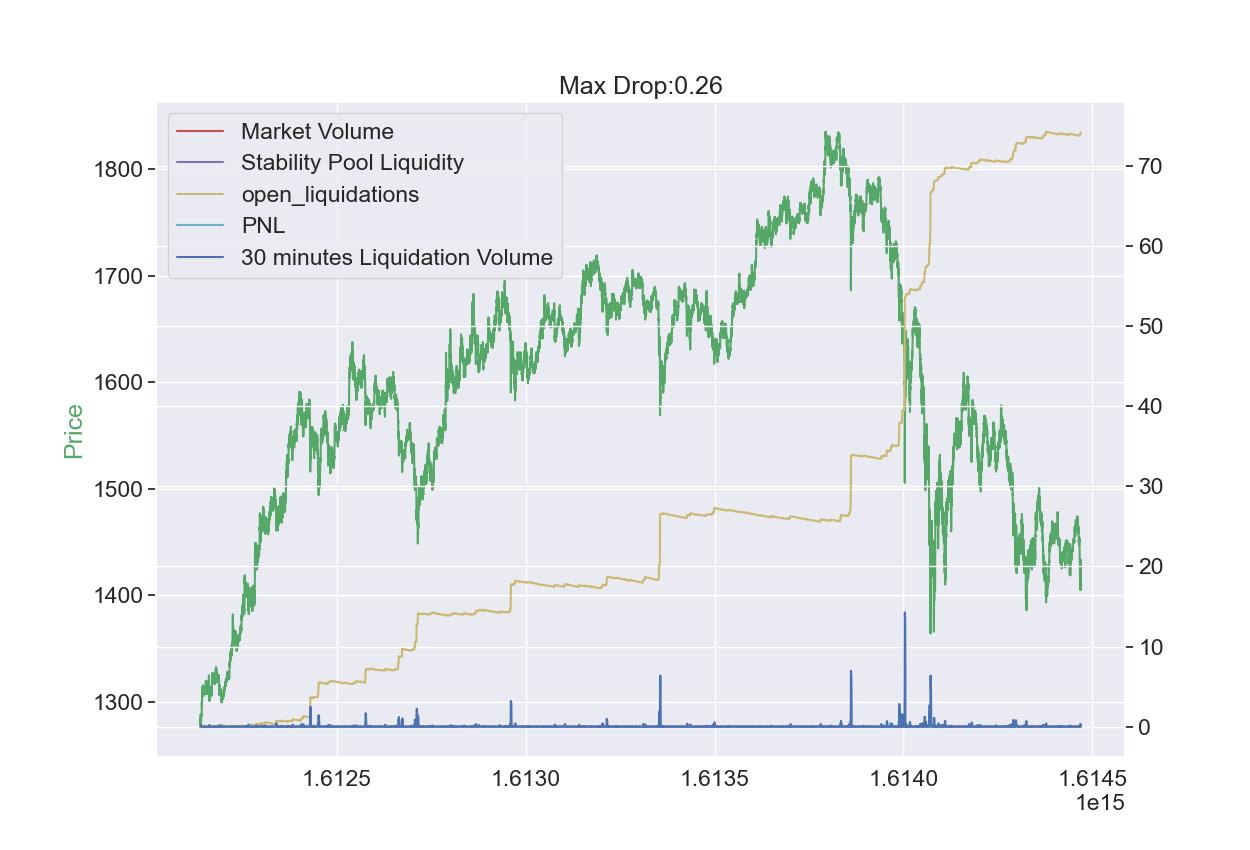 Max Drop:0.26
Market Volume
Stability Pool Liquidity
open_liquidations
PNL
30 minutes Liquidation Volume
Price
1800
1700
1600
1500
1400
1300
70
60
50
40
30
20
10
0
1.6125
1.6130
1.6135
1.6140
1.6145
1e15